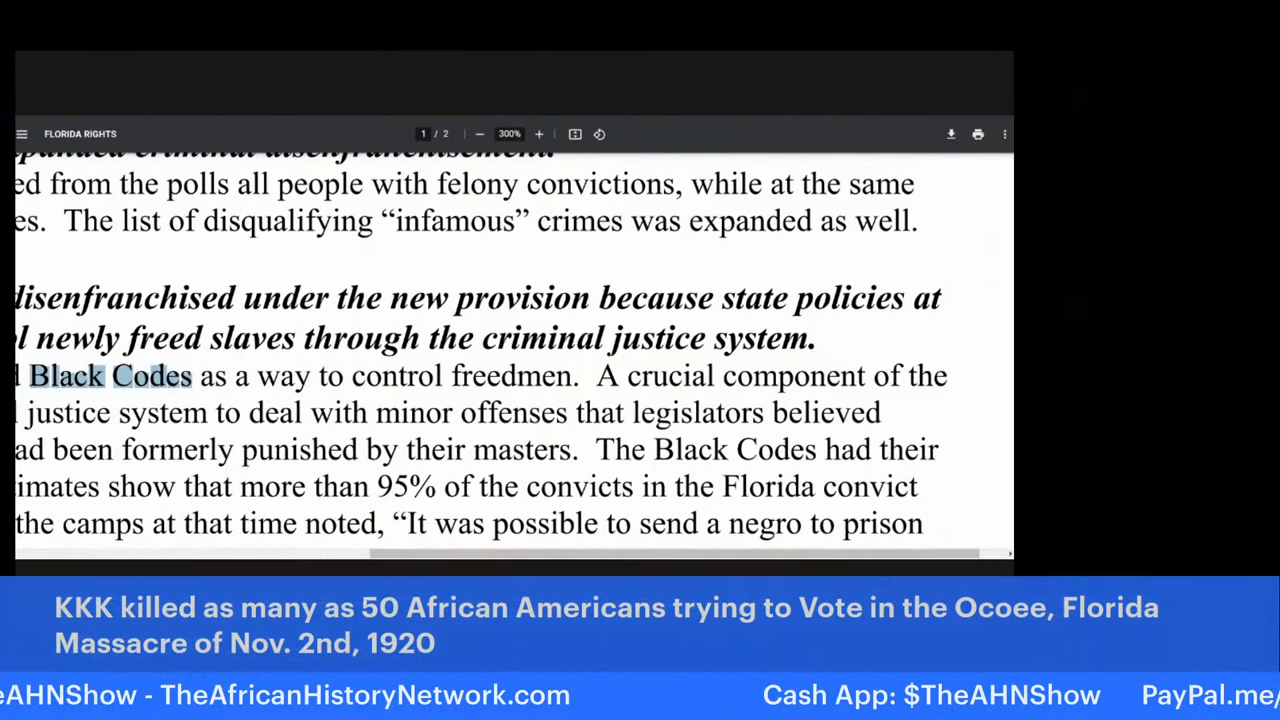 FLORIDA RIGHTS 1 / 2 300%
expanded criminal disenfranchisement.
ed from the polls all people with felony convictions, while at the same
es. The list of disqualifying “infamous” crimes was expanded as well.
disenfranchised under the new provision because state policies at
l newly freed slaves through the criminal justice system.
d Black Codes as a way to control freedmen. A crucial component of the
l justice system to deal with minor offenses that legislators believed
ad been formerly punished by their masters. The Black Codes had their
imates show that more than 95% of the convicts in the Florida convict
the camps at that time noted, “It was possible to send a negro to prison
KKK killed as many as 50 African Americans trying to Vote in the Ocoee, Florida
Massacre of Nov. 2nd, 1920
eAHNShow - TheAfricanHistoryNetwork.com Cash App: $TheAHNShow PayPal.me/